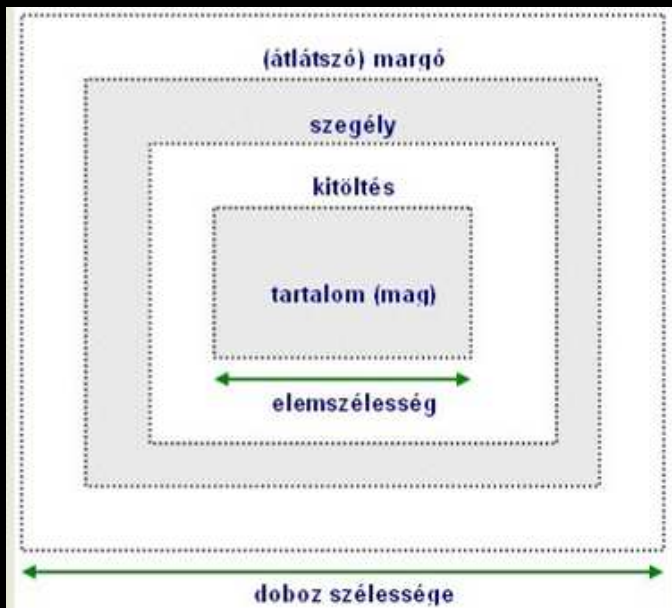 (átlátszó) margó
szegély
kitöltés
tartalom (mag)
elemszélesség
doboz szélessége